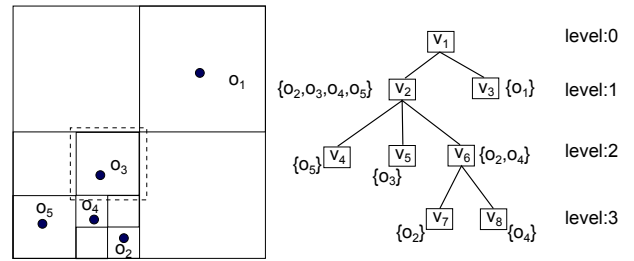 o1
o3
o4
o5
o2
v1
level:0
{o2,o3,o4,o5} v2
v3 {o1}
level:1
{o5} v4
v5
{o3}
v6 {o2,o4}
level:2
{o2} v7
v8 {o4}
level:3